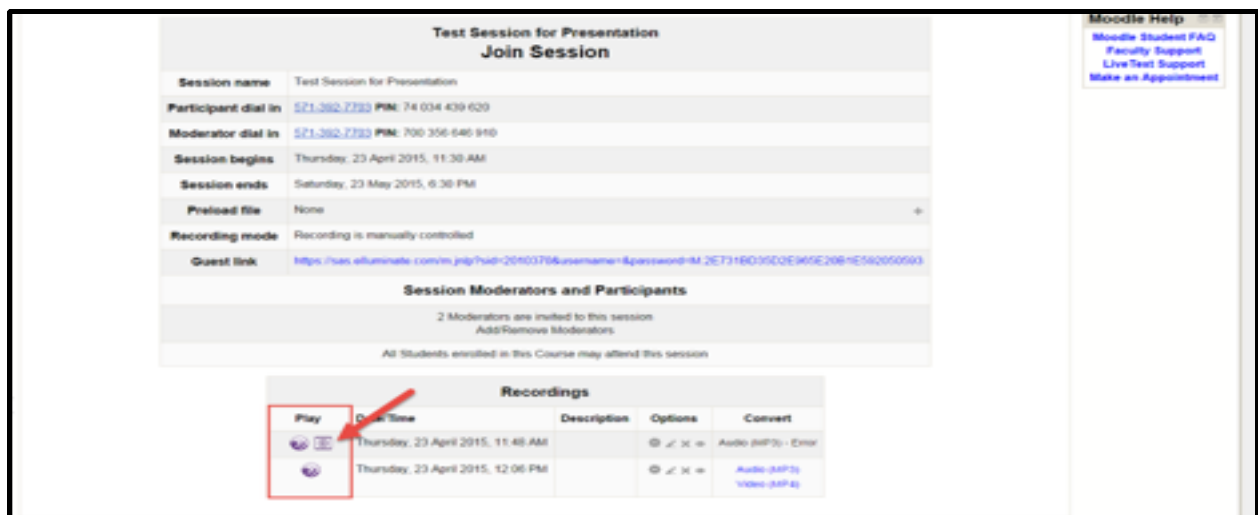 Test Session for Presentation
Join Session
Session name Test Session for Presentation
Participant dial in 571-392-7703 PIN: 74 034 439 620
Moderator dial in 571-392-7703 PIN: 700 356 646 910
Session begins Thursday, 23 April 2015, 11:30 AM
Session ends Saturday, 23 May 2015, 6:30 PM
Preload file None +
Recording mode Recording is manually controlled
Guest link
Session Moderators and Participants
2 Moderators are invited to this session
Add/Remove Moderators
All Students enrolled in this Course may attend this session
Recordings
Play Date/Time Description Options Convert
Thursday, 23 April 2015, 11:48 AM Audio (MP3) - Error
Thursday, 23 April 2015, 12:06 PM Audio (MP3)
Video (MP4)
Moodle Help
Moodle Student FAQ
Faculty Support
LiveText Support
Make an Appointment